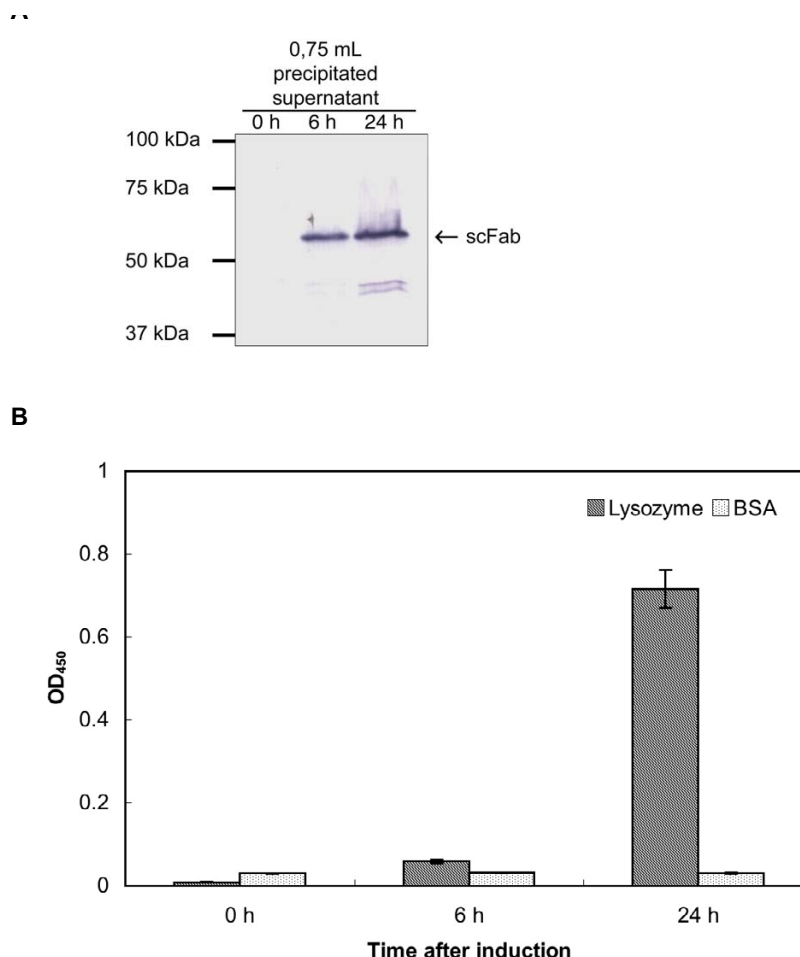 0,75 mL
precipitated
supernatant
0 h 6 h 24 h
100 kDa
75 kDa
← scFab
50 kDa
37 kDa
B
1
Lysozyme BSA
0.8
0.6
OD450
0.4
0.2
0
0 h 6 h 24 h
Time after induction